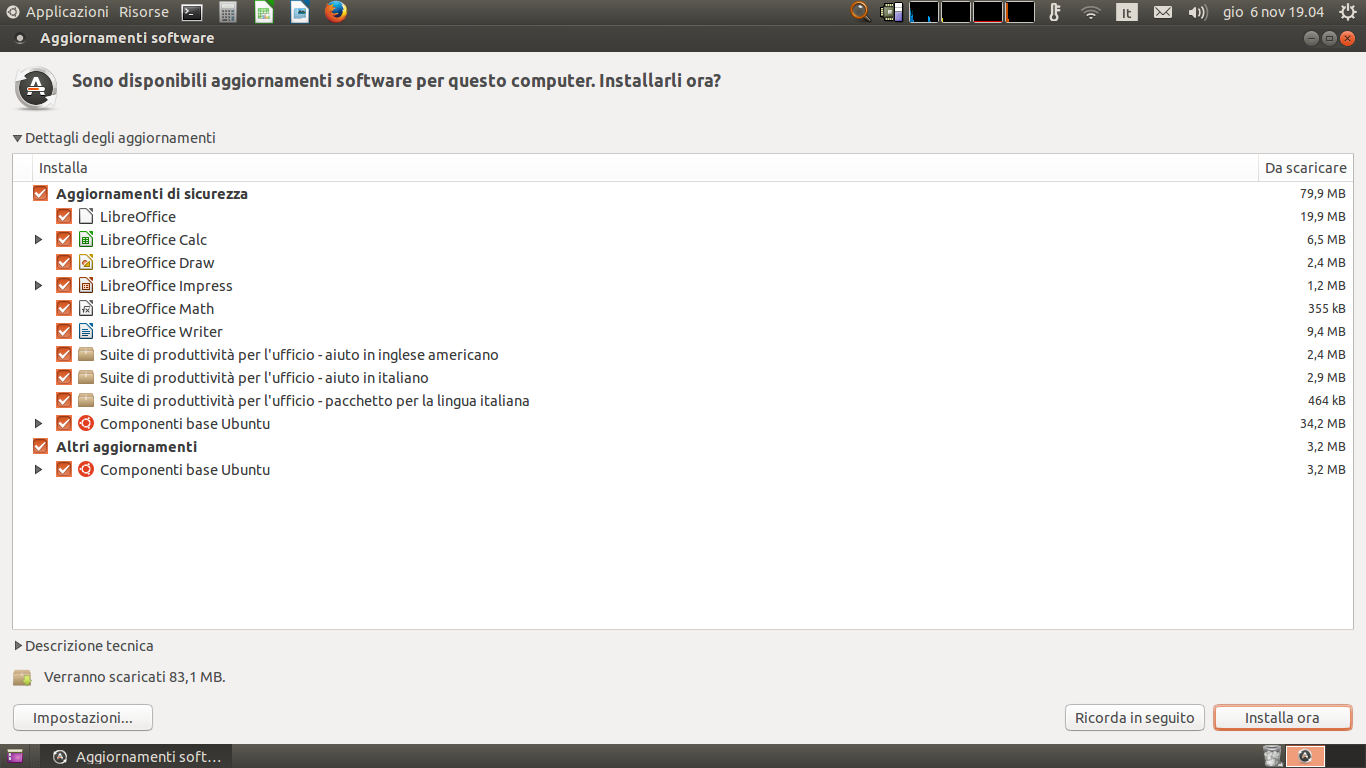 Applicazioni Risorse It gio 6 nov 19.04
Aggiornamenti software
Sono disponibili aggiornamenti software per questo computer. Installarli ora?
Dettagli degli aggiornamenti
Installa Da scaricare
Aggiornamenti di sicurezza 79,9 MB
LibreOffice 19,9 MB
LibreOffice Calc 6,5 MB
LibreOffice Draw 2,4 MB
LibreOffice Impress 1,2 MB
LibreOffice Math 355 kB
LibreOffice Writer 9,4 MB
Suite di produttività per l'ufficio - aiuto in inglese americano 2,4 MB
Suite di produttività per l'ufficio - aiuto in italiano 2,9 MB
Suite di produttività per l'ufficio - pacchetto per la lingua italiana 464 kB
Componenti base Ubuntu 34,2 MB
Altri aggiornamenti 3,2 MB
Componenti base Ubuntu 3,2 MB
Descrizione tecnica
Verranno scaricati 83,1 MB.
Impostazioni... Ricorda in seguito Installa ora
Aggiornamenti soft...